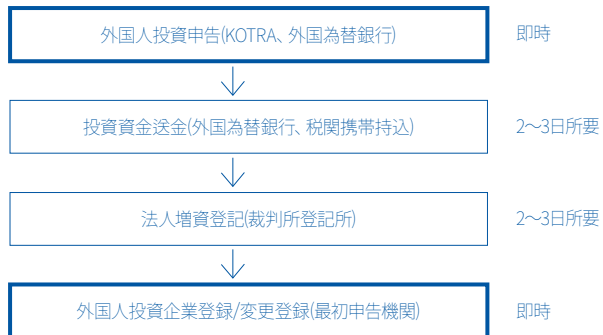 外国人投資申告(KOTRA、外国為替銀行)
即時
投資資金送金(外国為替銀行、税関携帯持込)
2〜3日所要
法人増資登記(裁判所登記所)
2〜3日所要
外国人投資企業登録/変更登録(最初申告機関)
即時